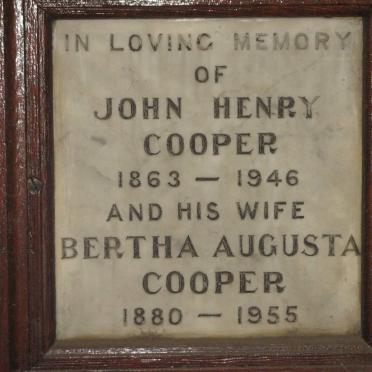 IN LOVING MEMORY
OF
JOHN HENRY
COOPER
1863 — 1946
AND HIS WIFE
BERTHA AUGUSTA
COOPER
1880 — 1955